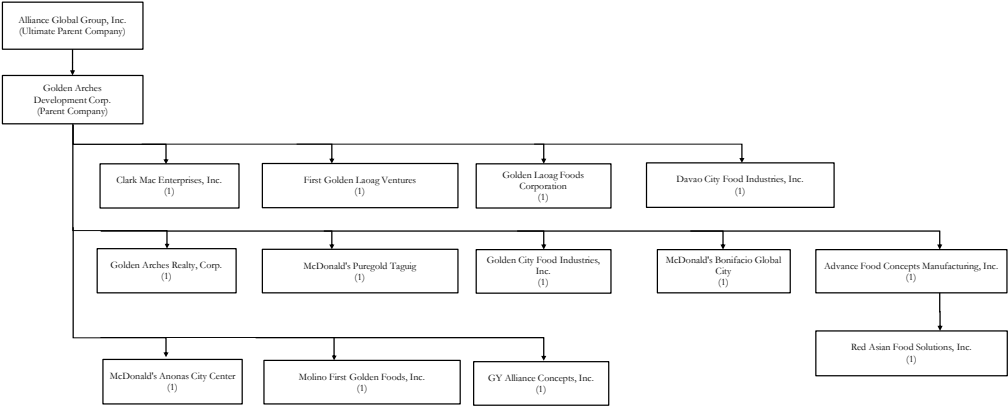 Alliance Global Group, Inc.
(Ultimate Parent Company)
Golden Arches
Development Corp.
(Parent Company)
Clark Mac Enterprises, Inc.
(1)
First Golden Laoag Ventures
(1)
Golden Laoag Foods
Corporation
(1)
Davao City Food Industries, Inc.
(1)
Golden Arches Realty, Corp.
(1)
McDonald's Puregold Taguig
(1)
Golden City Food Industries,
Inc.
(1)
McDonald's Bonifacio Global
City
(1)
Advance Food Concepts Manufacturing, Inc.
(1)
Red Asian Food Solutions, Inc.
(1)
McDonald's Anonas City Center
(1)
Molino First Golden Foods, Inc.
(1)
GY Alliance Concepts, Inc.
(1)